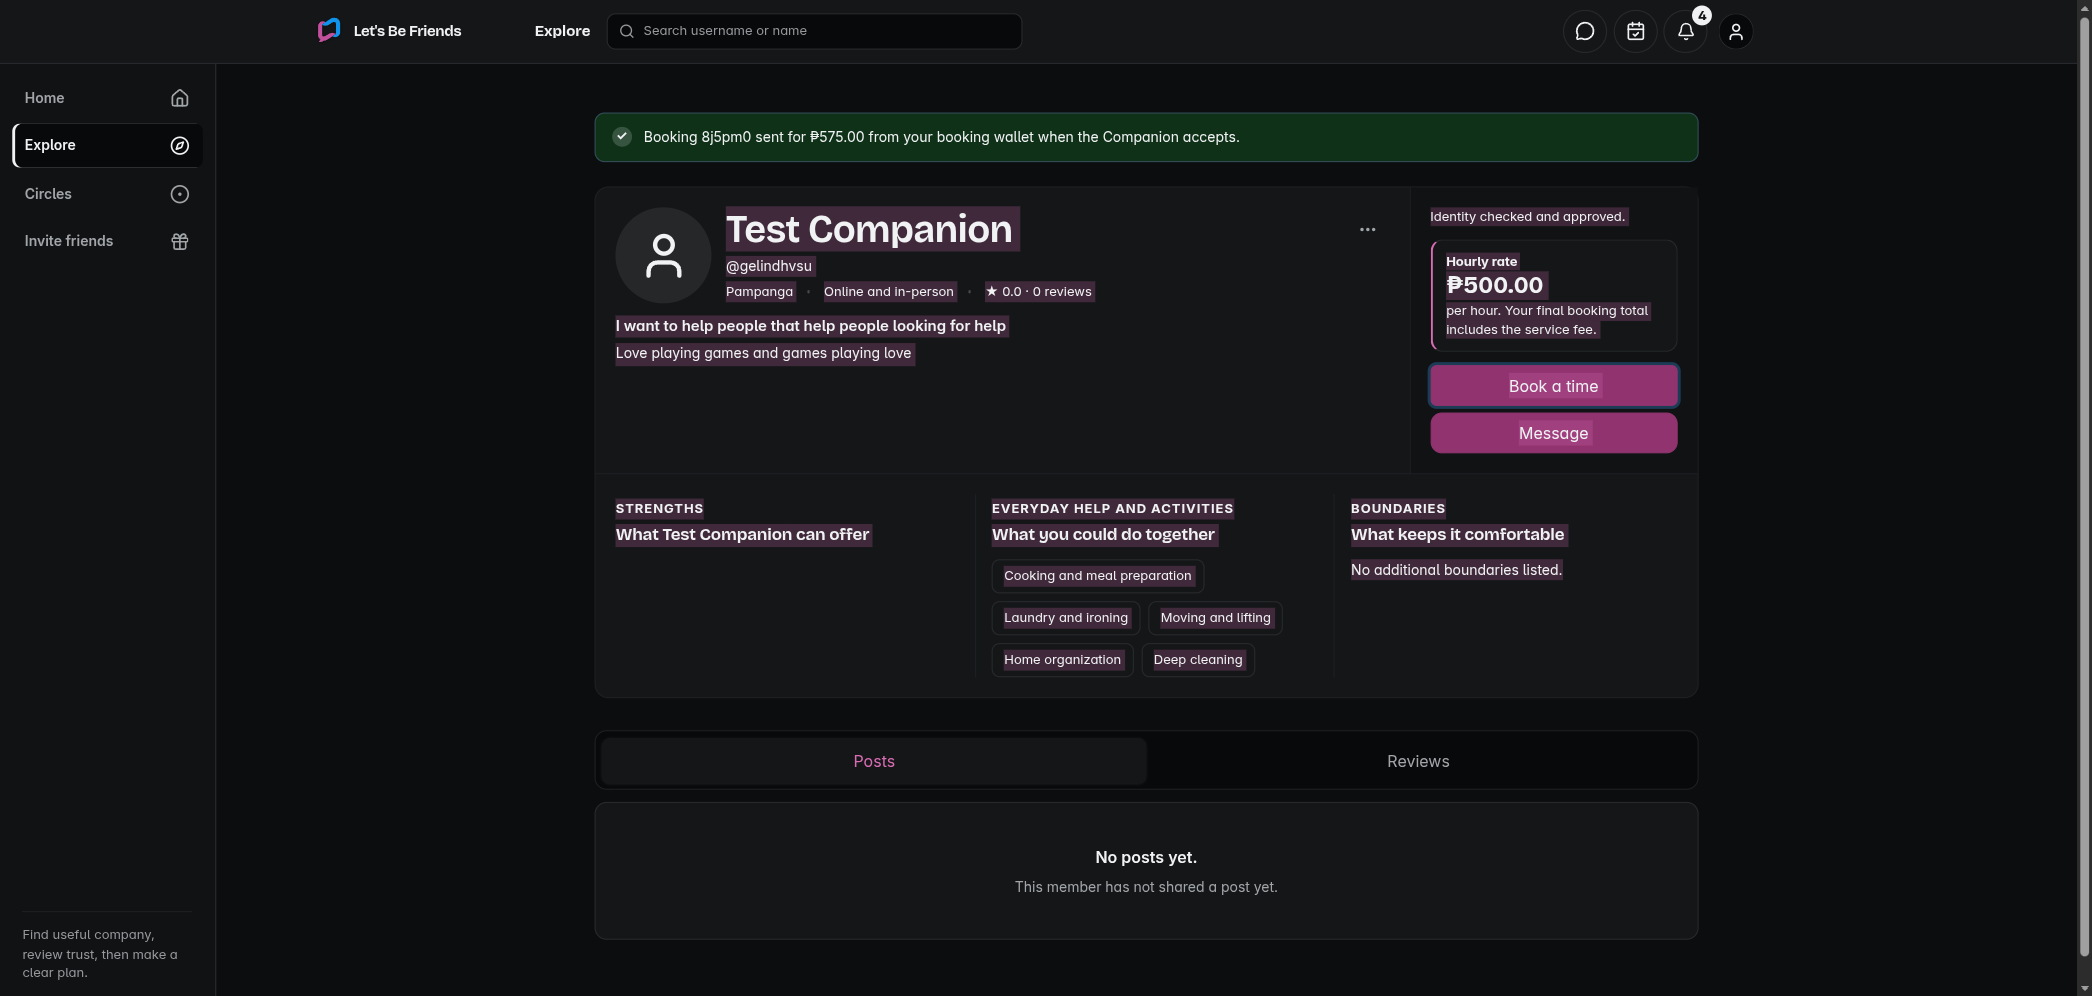 Let's Be Friends
Explore
Search username or name
4
Home
Explore
Circles
Invite friends
Booking 8j5pm0 sent for ₱575.00 from your booking wallet when the Companion accepts.
Test Companion
@gelindhvsu
Pampanga · Online and in-person · ★ 0.0 · 0 reviews
I want to help people that help people looking for help
Love playing games and games playing love
Identity checked and approved.
Hourly rate
₱500.00
per hour. Your final booking total
includes the service fee.
Book a time
Message
STRENGTHS
What Test Companion can offer
EVERYDAY HELP AND ACTIVITIES
What you could do together
Cooking and meal preparation
Laundry and ironing
Moving and lifting
Home organization
Deep cleaning
BOUNDARIES
What keeps it comfortable
No additional boundaries listed.
Posts
Reviews
No posts yet.
This member has not shared a post yet.
Find useful company,
review trust, then make a
clear plan.